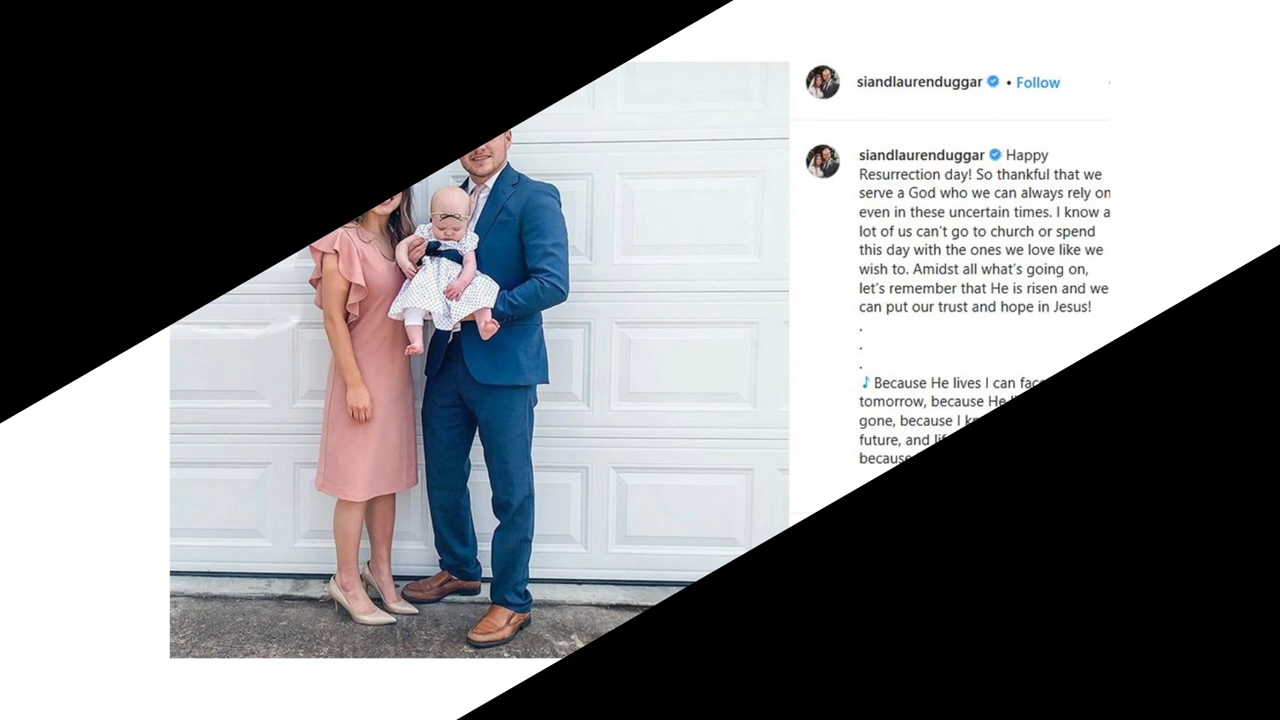 siandlaurenduggar • Follow
siandlaurenduggar Happy
Resurrection day! So thankful that we
serve a God who we can always rely on
even in these uncertain times. I know a
lot of us can't go to church or spend
this day with the ones we love like we
wish to. Amidst all what's going on,
let's remember that He is risen and we
can put our trust and hope in Jesus!
.
.
.
Because He lives I can
tomorrow, because He
gone, because I
future, and
because